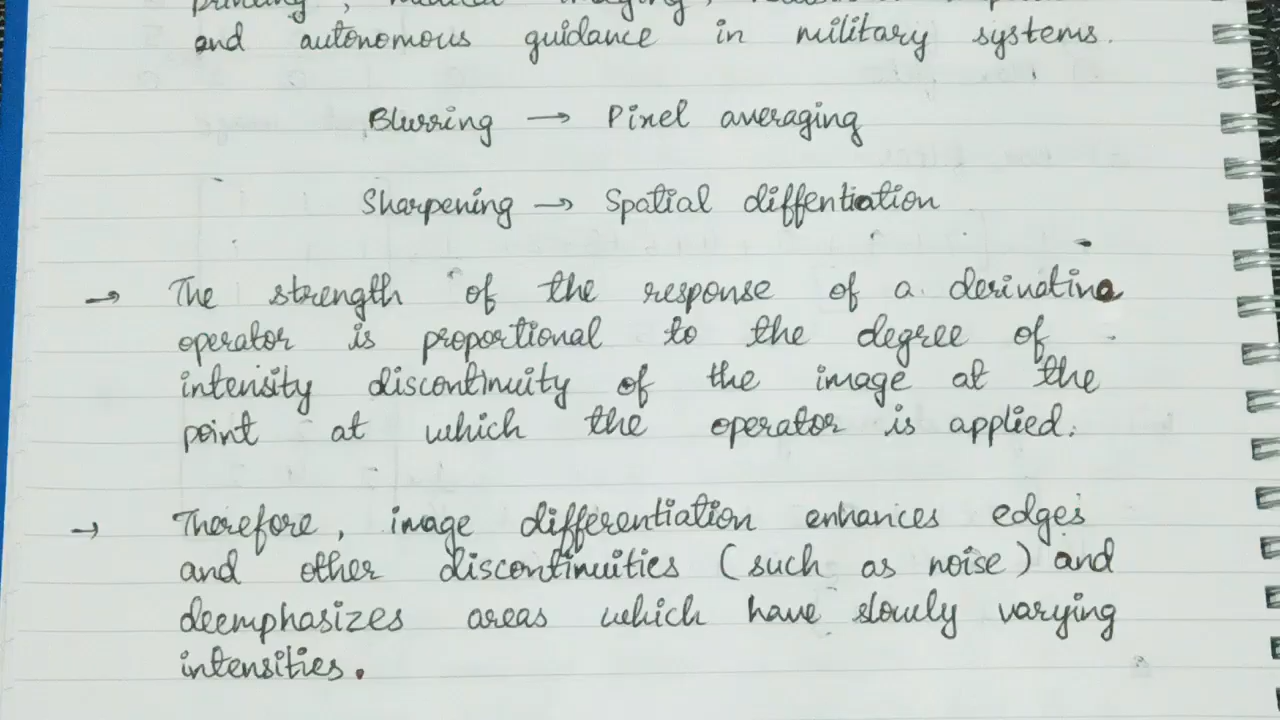 printing, medical imaging,
and autonomous guidance in military systems.
Blurring → Pixel averaging
Sharpening → Spatial diffentiation
→ The strength of the response of a derivative
operator is proportional to the degree of
intensity discontinuity of the image at the
point at which the operator is applied.
→ Therefore, image differentiation enhances edges
and other discontinuities (such as noise) and
deemphasizes areas which have slowly varying
intensities.